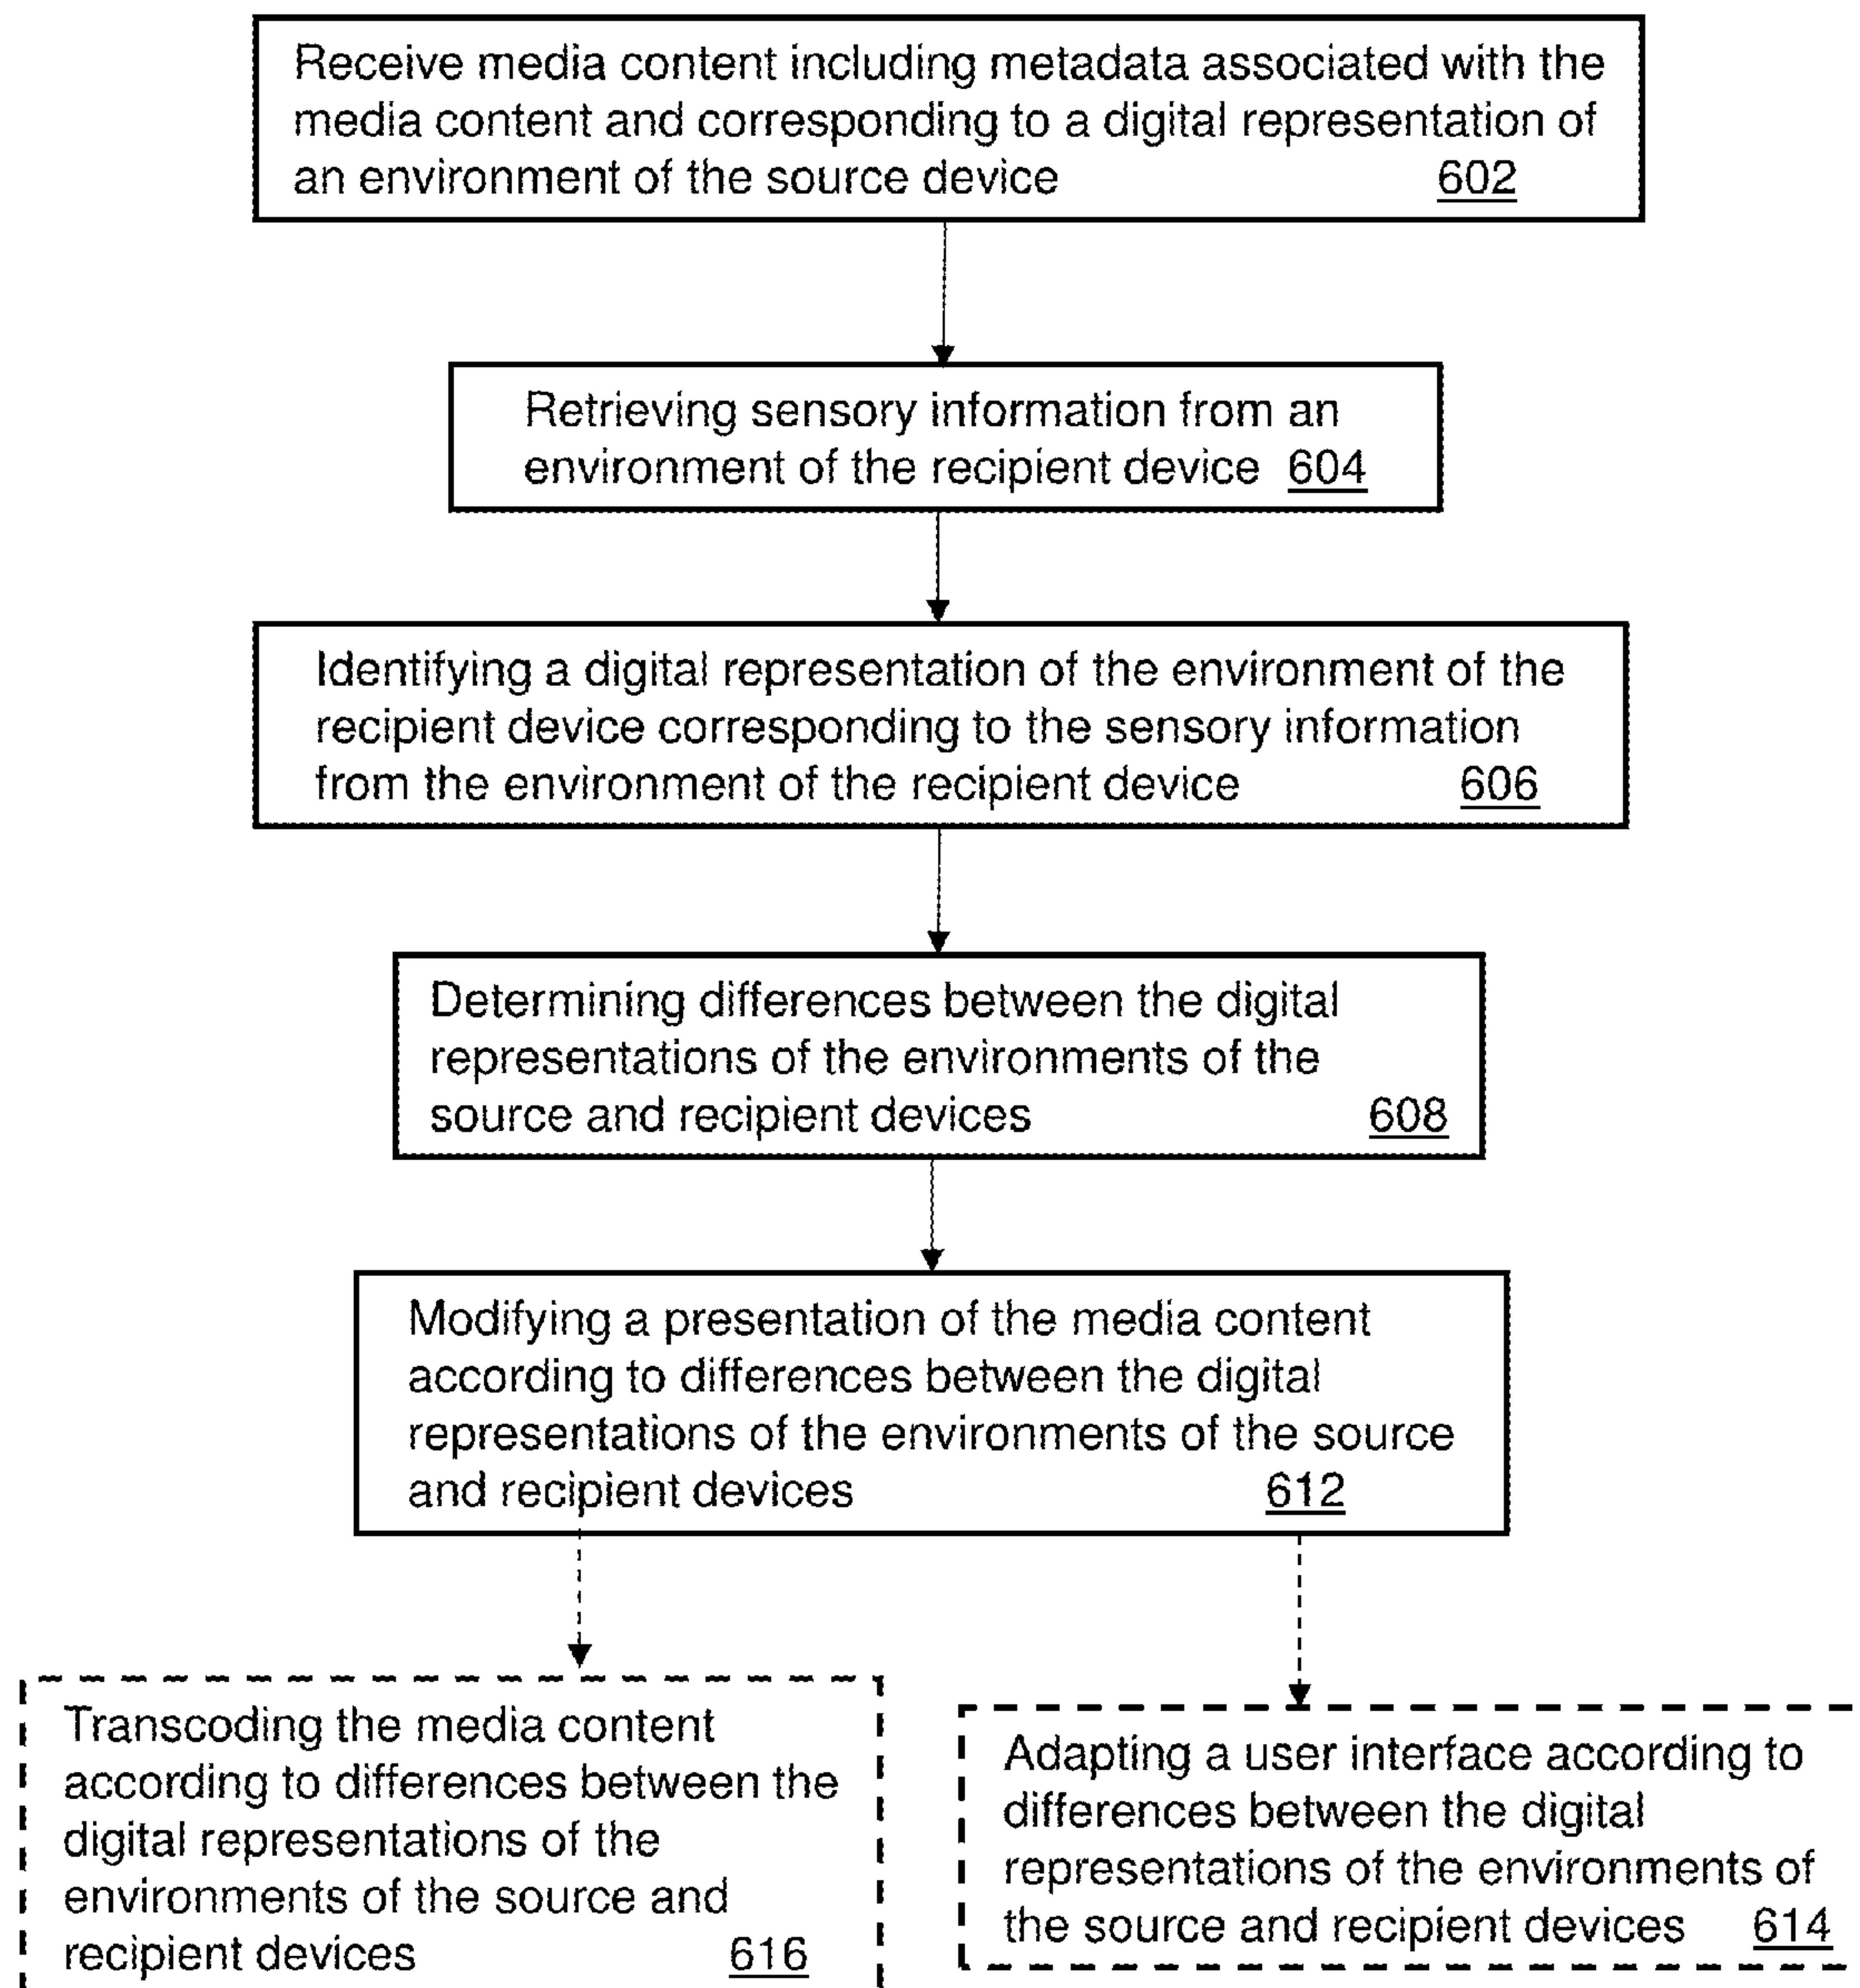 Receive media content including metadata associated with the
media content and corresponding to a digital representation of
an environment of the source device 602
Retrieving sensory information from an
environment of the recipient device 604
Identifying a digital representation of the environment of the
recipient device corresponding to the sensory information
from the environment of the recipient device 606
Determining differences between the digital
representations of the environments of the
source and recipient devices 608
Modifying a presentation of the media content
according to differences between the digital
representations of the environments of the source
and recipient devices 612
Transcoding the media content
according to differences between the
digital representations of the
environments of the source and
recipient devices 616
Adapting a user interface according to
differences between the digital
representations of the environments of
the source and recipient devices 614